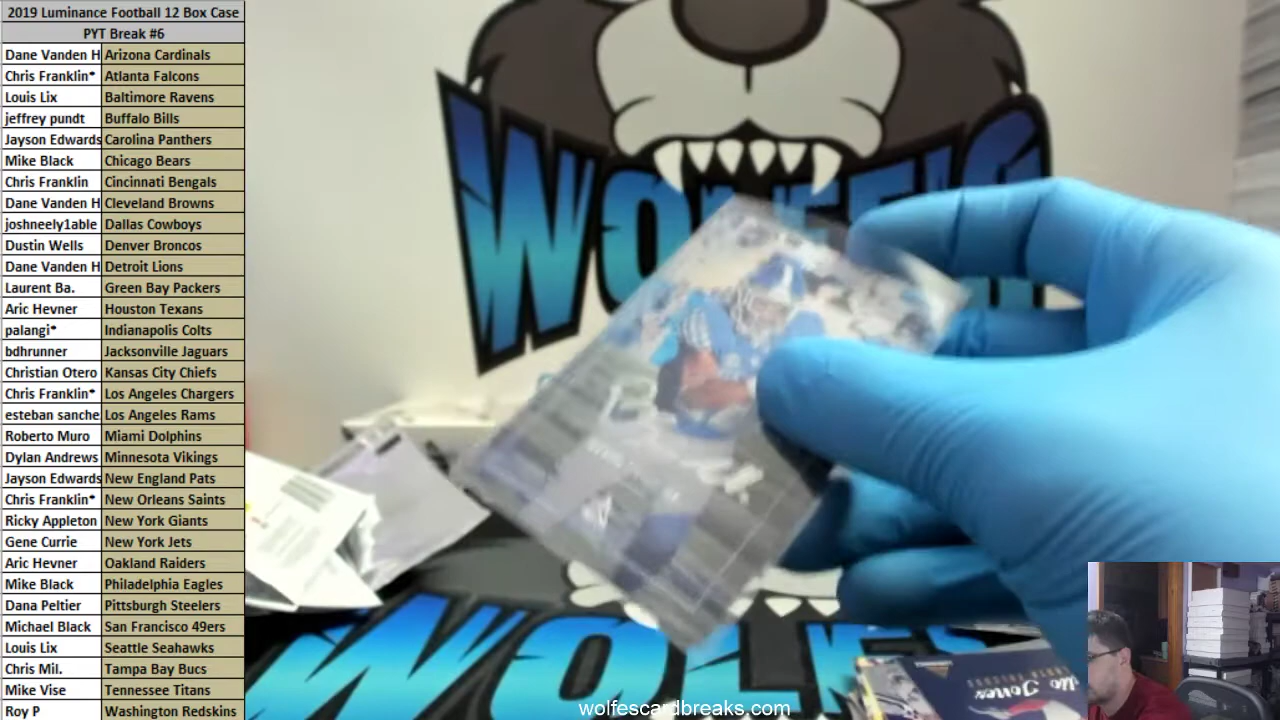 2019 Luminance Football 12 Box Case
PYT Break #6
Dane Vanden H Arizona Cardinals
Chris Franklin* Atlanta Falcons
Louis Lix Baltimore Ravens
jeffrey pundt Buffalo Bills
Jayson Edwards Carolina Panthers
Mike Black Chicago Bears
Chris Franklin Cincinnati Bengals
Dane Vanden H Cleveland Browns
joshneely1able Dallas Cowboys
Dustin Wells Denver Broncos
Dane Vanden H Detroit Lions
Laurent Ba. Green Bay Packers
Aric Hevner Houston Texans
palangi* Indianapolis Colts
bdhrunner Jacksonville Jaguars
Christian Otero Kansas City Chiefs
Chris Franklin* Los Angeles Chargers
esteban sanche Los Angeles Rams
Roberto Muro Miami Dolphins
Dylan Andrews Minnesota Vikings
Jayson Edwards New England Pats
Chris Franklin* New Orleans Saints
Ricky Appleton New York Giants
Gene Currie New York Jets
Aric Hevner Oakland Raiders
Mike Black Philadelphia Eagles
Dana Peltier Pittsburgh Steelers
Michael Black San Francisco 49ers
Louis Lix Seattle Seahawks
Chris Mil. Tampa Bay Bucs
Mike Vise Tennessee Titans
Roy P Washington Redskins
WOLFE'S
WOLFE'S
Jones
wolfescardbreaks.com